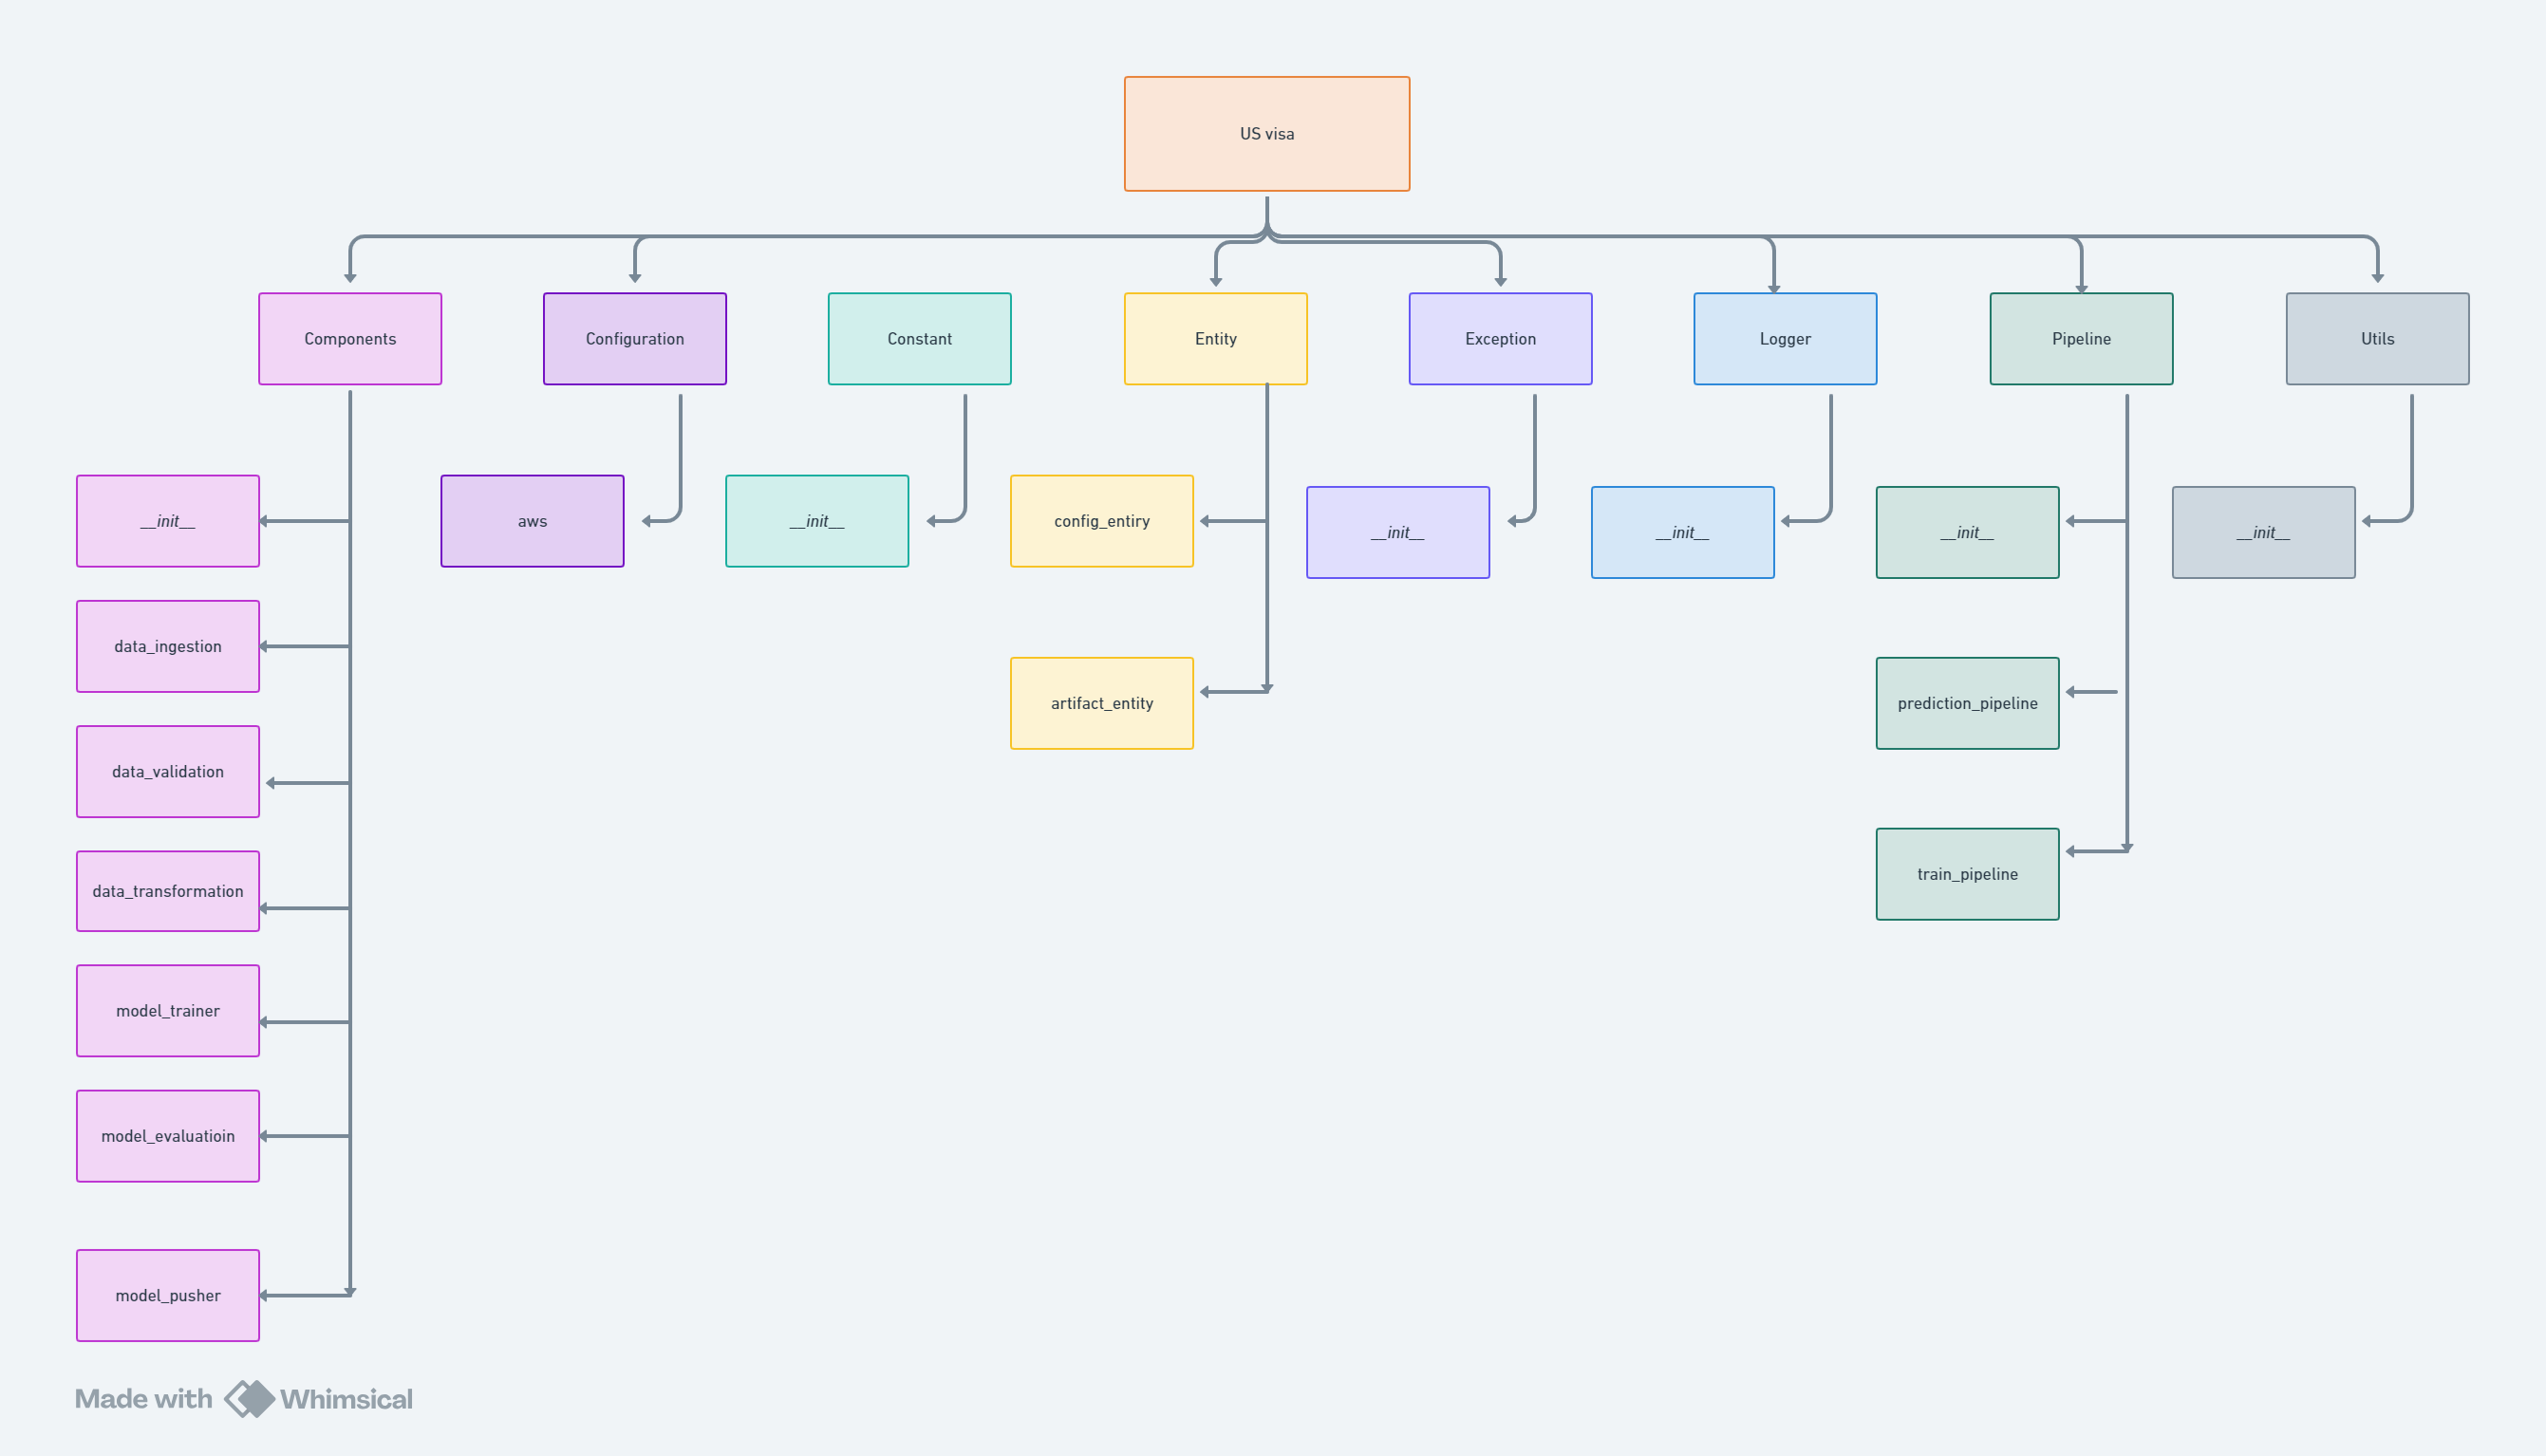 US visa
Components
Configuration
Constant
Entity
Exception
Logger
Pipeline
Utils
__init__
aws
__init__
config_entiry
__init__
__init__
__init__
__init__
data_ingestion
artifact_entity
prediction_pipeline
data_validation
data_transformation
train_pipeline
model_trainer
model_evaluatioin
model_pusher
Made with Whimsical